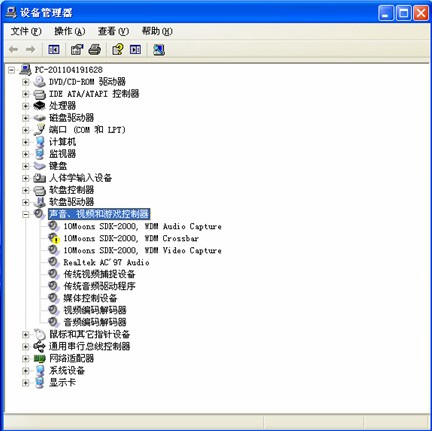 设备管理器
文件(F) 操作(A) 查看(V) 帮助(H)
PC-201104191628
DVD/CD-ROM 驱动器
IDE ATA/ATAPI 控制器
处理器
磁盘驱动器
端口 (COM 和 LPT)
计算机
监视器
键盘
人体学输入设备
软盘控制器
软盘驱动器
声音、视频和游戏控制器
10Moons SDK-2000, WDM Audio Capture
10Moons SDK-2000, WDM Crossbar
10Moons SDK-2000, WDM Video Capture
Realtek AC'97 Audio
传统视频捕捉设备
传统音频驱动程序
媒体控制设备
视频编码解码器
音频编码解码器
鼠标和其它指针设备
通用串行总线控制器
网络适配器
系统设备
显示卡